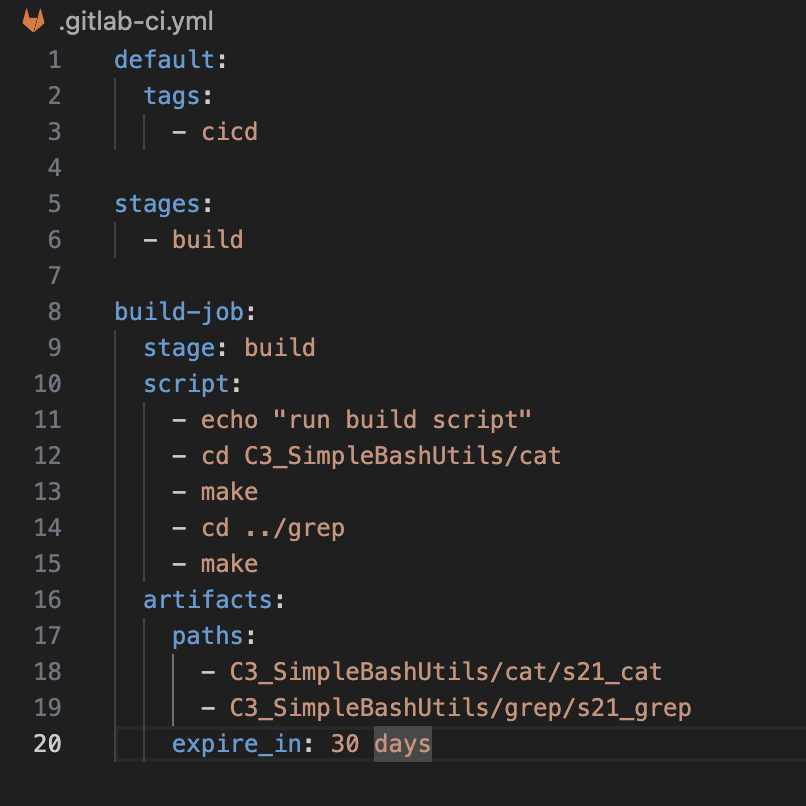 .gitlab-ci.yml
1 default:
2   tags:
3     - cicd
4
5 stages:
6   - build
7
8 build-job:
9   stage: build
10   script:
11     - echo "run build script"
12     - cd C3_SimpleBashUtils/cat
13     - make
14     - cd ../grep
15     - make
16   artifacts:
17     paths:
18       - C3_SimpleBashUtils/cat/s21_cat
19       - C3_SimpleBashUtils/grep/s21_grep
20     expire_in: 30 days